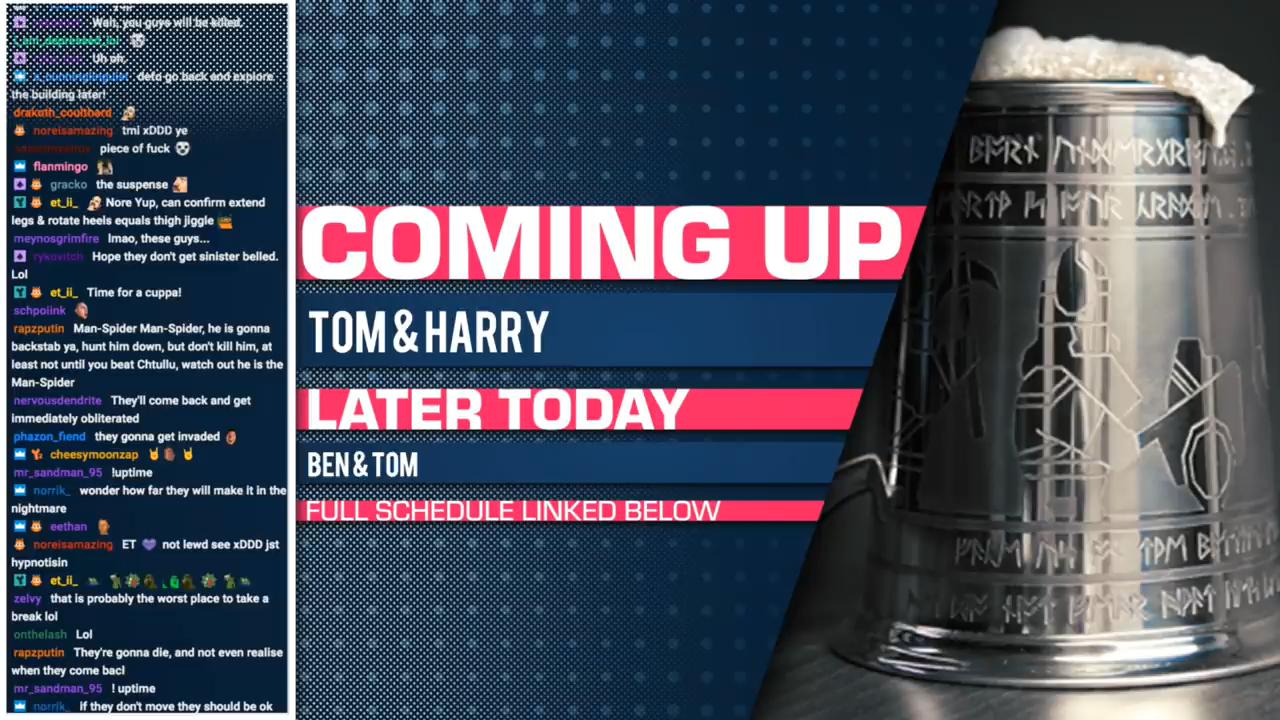 Wah, you guys will be killed.
i_am_depressed_lol
Uh oh.
defo go back and explore
the building later!
drakoth_coulthard
noreisamazing tmi xDDD ye
piece of fuck
flanmingo
gracko the suspense
et_ii_ Nore Yup, can confirm extend
legs & rotate heels equals thigh jiggle
meynosgrimfire lmao, these guys...
rykovitch Hope they don't get sinister belled.
Lol
et_ii_ Time for a cuppa!
schpoiink
rapzputin Man-Spider Man-Spider, he is gonna
backstab ya, hunt him down, but don't kill him, at
least not until you beat Chtullu, watch out he is the
Man-Spider
nervousdendrite They'll come back and get
immediately obliterated
phazon_fiend they gonna get invaded
cheesymoonzap
mr_sandman_95 !uptime
norrik_ wonder how far they will make it in the
nightmare
eethan
noreisamazing ET not lewd see xDDD jst
hypnotisin
et_ii_
zelvy that is probably the worst place to take a
break lol
onthelash Lol
rapzputin They're gonna die, and not even realise
when they come bacl
mr_sandman_95 ! uptime
norrik_ if they don't move they should be ok
COMING UP
TOM & HARRY
LATER TODAY
BEN & TOM
FULL SCHEDULE LINKED BELOW